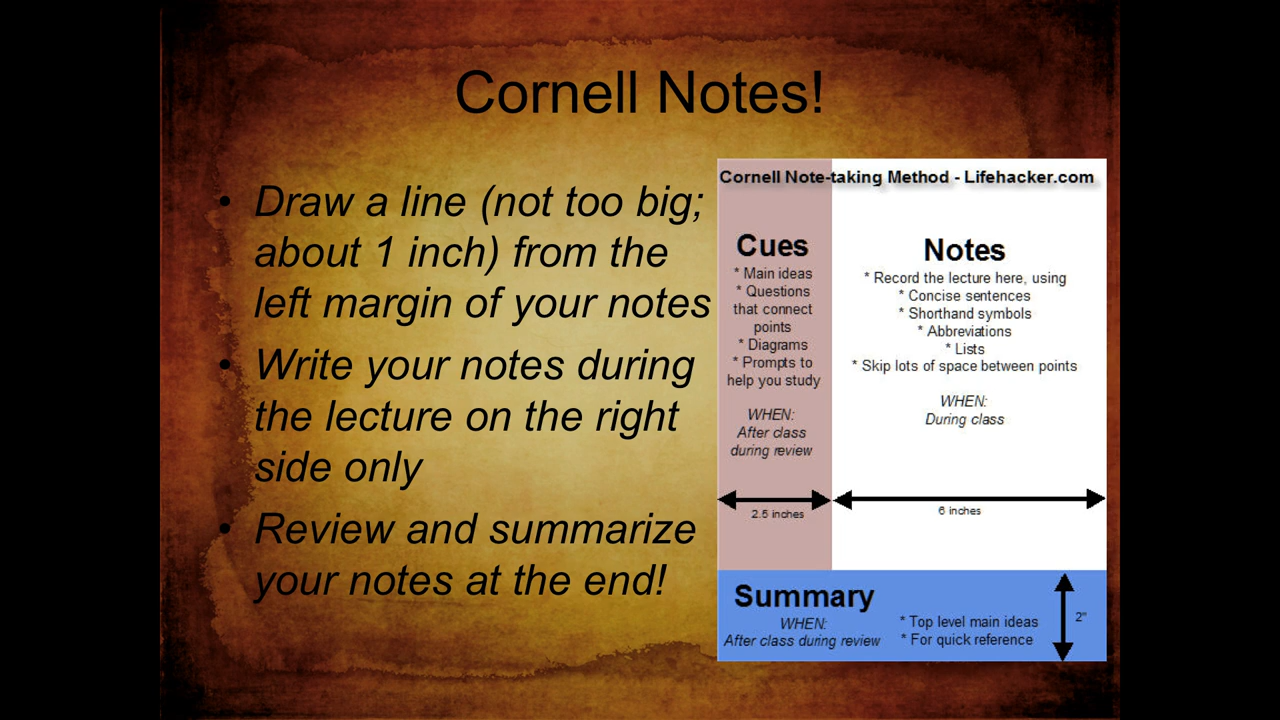 Cornell Notes!
• Draw a line (not too big;
about 1 inch) from the
left margin of your notes
• Write your notes during
the lecture on the right
side only
• Review and summarize
your notes at the end!
Cornell Note-taking Method - Lifehacker.com
Cues
* Main ideas
* Questions
that connect
points
* Diagrams
* Prompts to
help you study
WHEN:
After class
during review
2.5 inches
Notes
* Record the lecture here, using
* Concise sentences
* Shorthand symbols
* Abbreviations
* Lists
* Skip lots of space between points
WHEN:
During class
6 inches
Summary
WHEN:
After class during review
* Top level main ideas
* For quick reference
2"